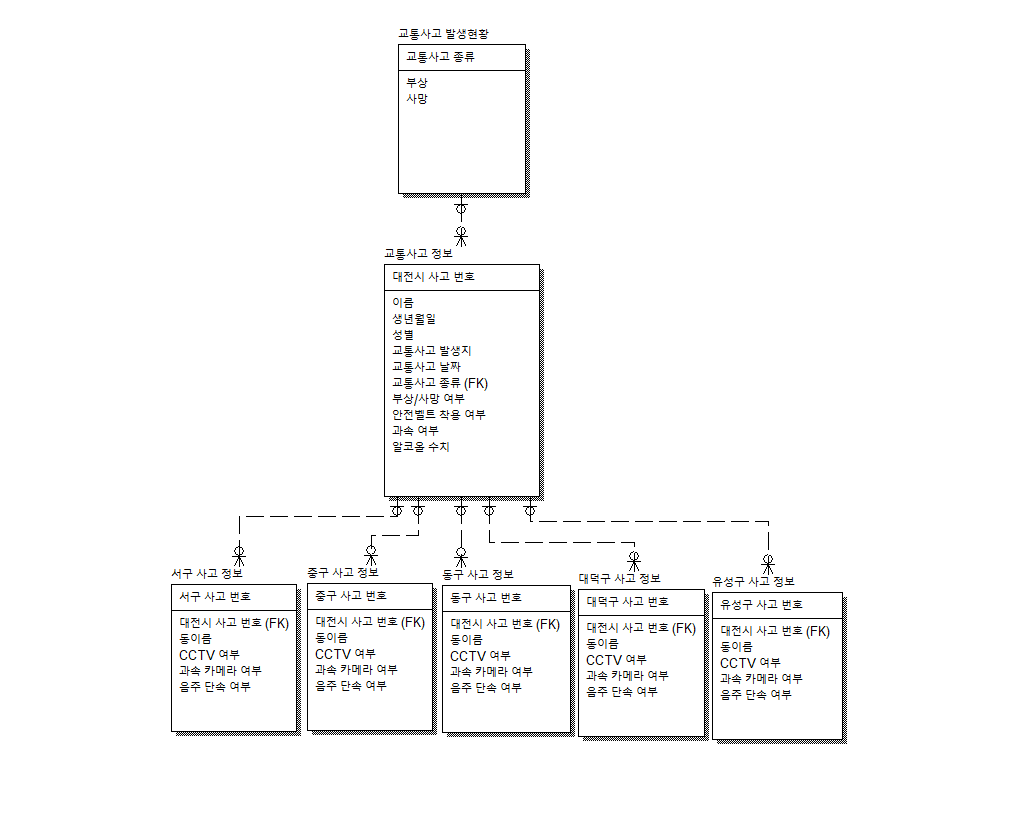 교통사고 발생현황
교통사고 종류
부상
사망
교통사고 정보
대전시 사고 번호
이름
생년월일
성별
교통사고 발생지
교통사고 날짜
교통사고 종류 (FK)
부상/사망 여부
안전벨트 착용 여부
과속 여부
알코올 수치
서구 사고 정보
서구 사고 번호
대전시 사고 번호 (FK)
동이름
CCTV 여부
과속 카메라 여부
음주 단속 여부
중구 사고 정보
중구 사고 번호
대전시 사고 번호 (FK)
동이름
CCTV 여부
과속 카메라 여부
음주 단속 여부
동구 사고 정보
동구 사고 번호
대전시 사고 번호 (FK)
동이름
CCTV 여부
과속 카메라 여부
음주 단속 여부
대덕구 사고 정보
대덕구 사고 번호
대전시 사고 번호 (FK)
동이름
CCTV 여부
과속 카메라 여부
음주 단속 여부
유성구 사고 정보
유성구 사고 번호
대전시 사고 번호 (FK)
동이름
CCTV 여부
과속 카메라 여부
음주 단속 여부